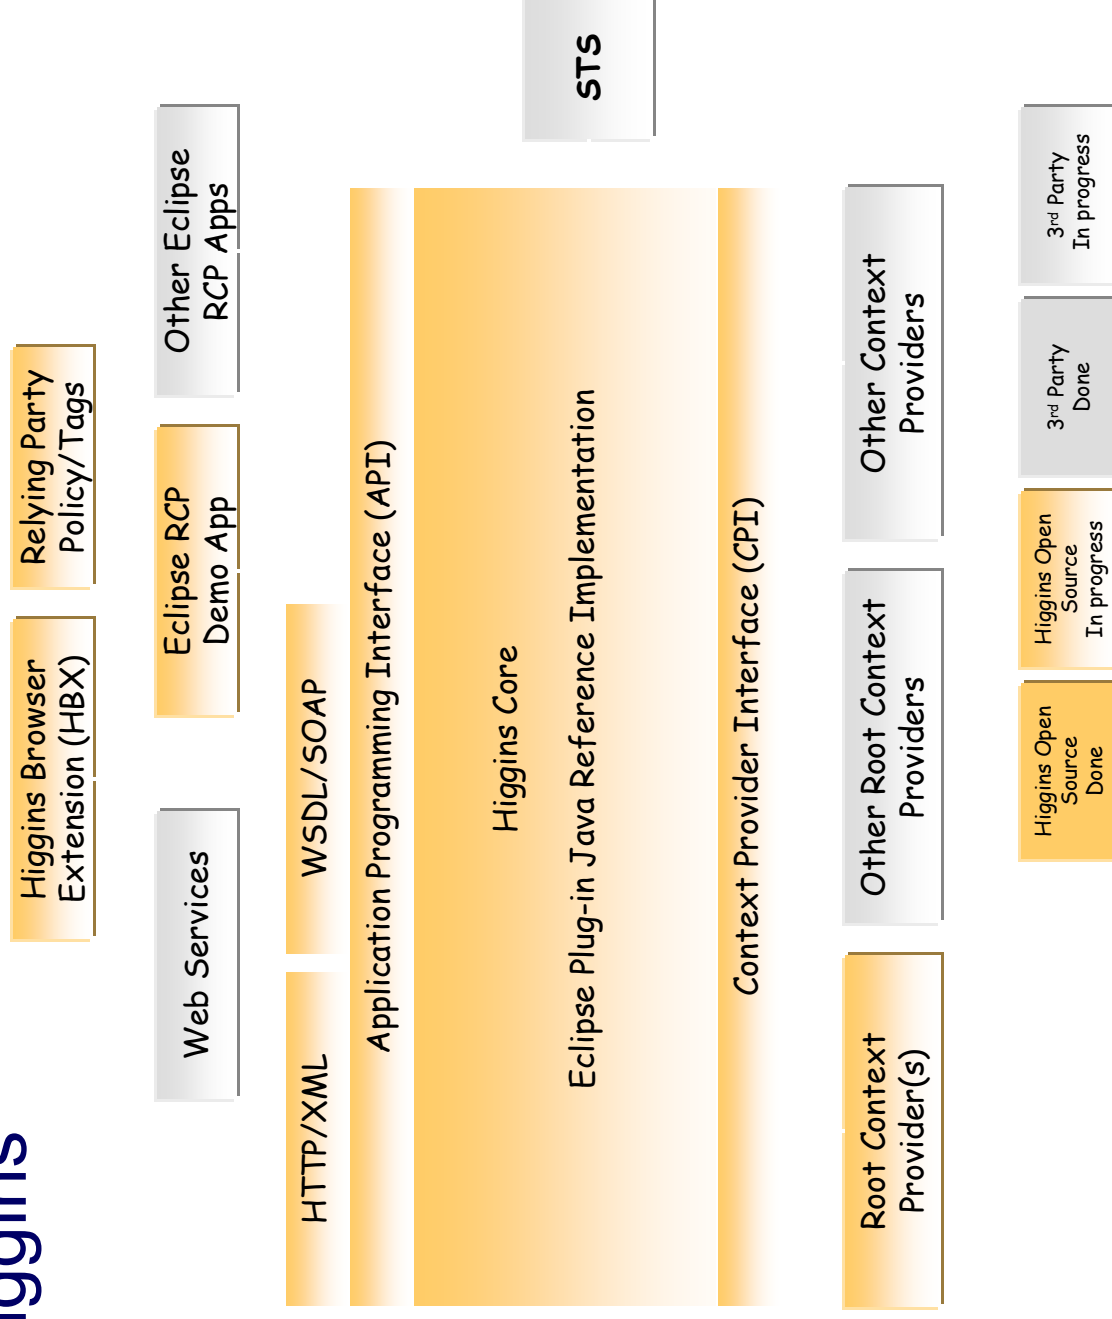 iggins
Higgins Browser
Extension (HBX)
Relying Party
Policy/Tags
Web Services
Eclipse RCP
Demo App
Other Eclipse
RCP Apps
HTTP/XML
WSDL/SOAP
Application Programming Interface (API)
Higgins Core
Eclipse Plug-in Java Reference Implementation
STS
Context Provider Interface (CPI)
Root Context
Provider(s)
Other Root Context
Providers
Other Context
Providers
Higgins Open
Source
Done
Higgins Open
Source
In progress
3rd Party
Done
3rd Party
In progress